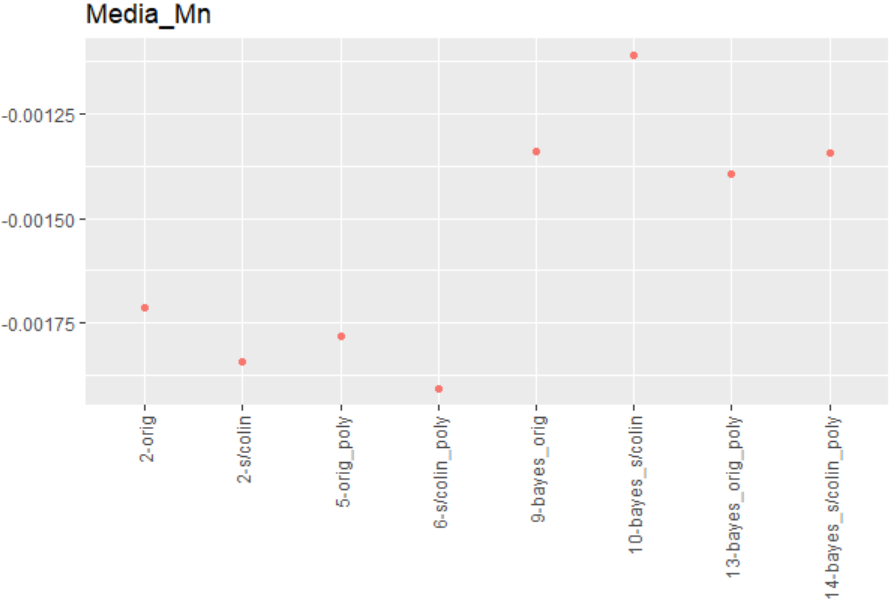 Media_Mn
-0.00125
-0.00150
-0.00175
2-orig
2-s/colin
5-orig_poly
6-s/colin_poly
9-bayes_orig
10-bayes_s/colin
13-bayes_orig_poly
14-bayes_s/colin_poly